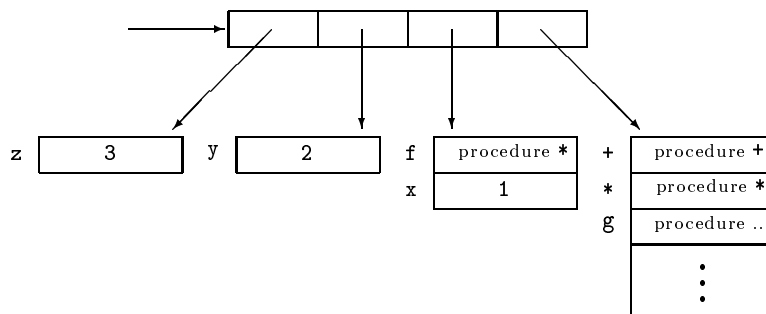 z 3 y 2 f procedure * + procedure +
x 1 * procedure *
g procedure ..